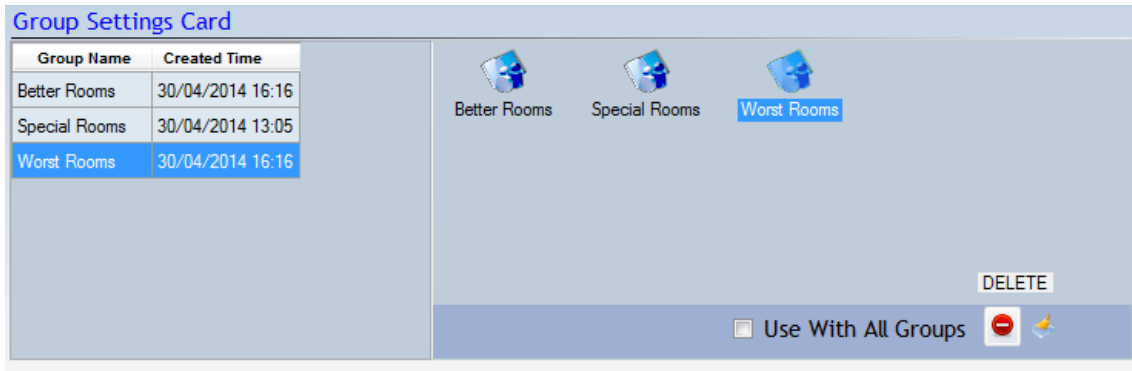 Group Settings Card
Group Name Created Time
Better Rooms 30/04/2014 16:16
Special Rooms 30/04/2014 13:05
Worst Rooms 30/04/2014 16:16
Better Rooms Special Rooms Worst Rooms
DELETE
Use With All Groups